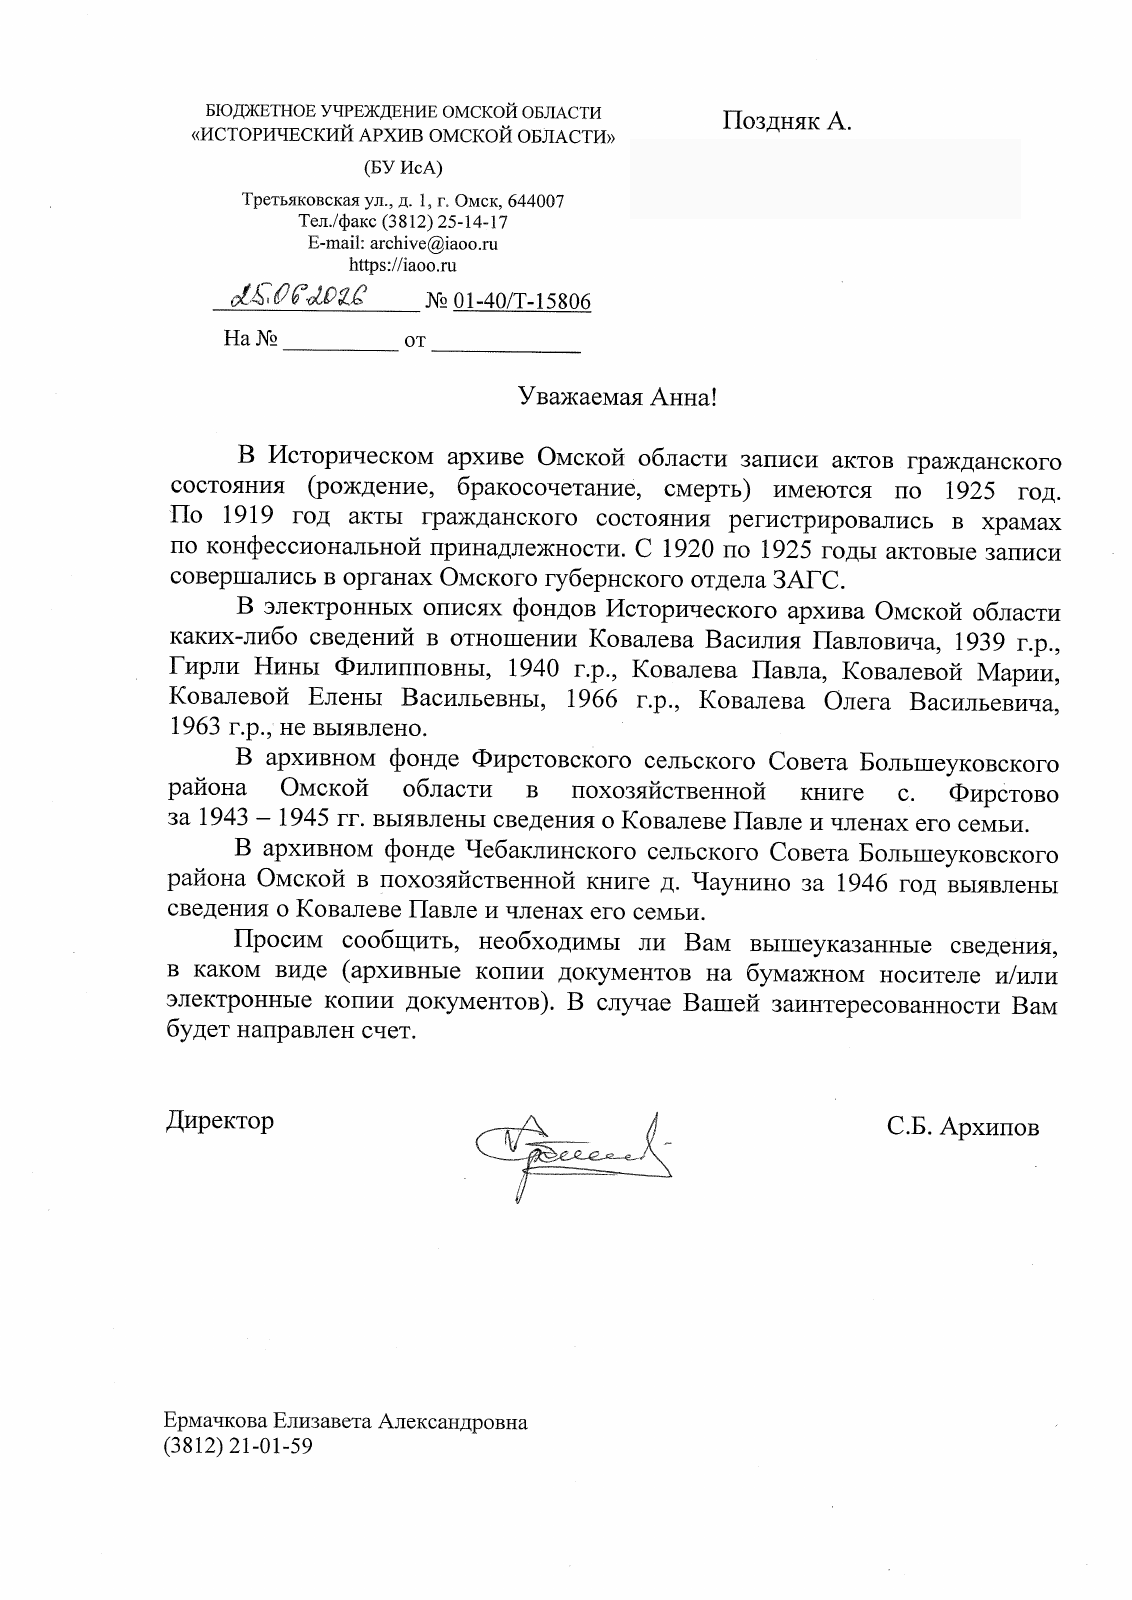 БЮДЖЕТНОЕ УЧРЕЖДЕНИЕ ОМСКОЙ ОБЛАСТИ
«ИСТОРИЧЕСКИЙ АРХИВ ОМСКОЙ ОБЛАСТИ»
(БУ ИсА)
Третьяковская ул., д. 1, г. Омск, 644007
Тел./факс (3812) 25-14-17
E-mail: archive@iaoo.ru
https://iaoo.ru
25.06.2026 № 01-40/Т-15806
На № __________ от _____________
Поздняк А.
Уважаемая Анна!
В Историческом архиве Омской области записи актов гражданского
состояния (рождение, бракосочетание, смерть) имеются по 1925 год.
По 1919 год акты гражданского состояния регистрировались в храмах
по конфессиональной принадлежности. С 1920 по 1925 годы актовые записи
совершались в органах Омского губернского отдела ЗАГС.
В электронных описях фондов Исторического архива Омской области
каких-либо сведений в отношении Ковалева Василия Павловича, 1939 г.р.,
Гирли Нины Филипповны, 1940 г.р., Ковалева Павла, Ковалевой Марии,
Ковалевой Елены Васильевны, 1966 г.р., Ковалева Олега Васильевича,
1963 г.р., не выявлено.
В архивном фонде Фирстовского сельского Совета Большеуковского
района Омской области в похозяйственной книге с. Фирстово
за 1943 – 1945 гг. выявлены сведения о Ковалеве Павле и членах его семьи.
В архивном фонде Чебаклинского сельского Совета Большеуковского
района Омской в похозяйственной книге д. Чаунино за 1946 год выявлены
сведения о Ковалеве Павле и членах его семьи.
Просим сообщить, необходимы ли Вам вышеуказанные сведения,
в каком виде (архивные копии документов на бумажном носителе и/или
электронные копии документов). В случае Вашей заинтересованности Вам
будет направлен счет.
Директор С.Б. Архипов
Ермачкова Елизавета Александровна
(3812) 21-01-59